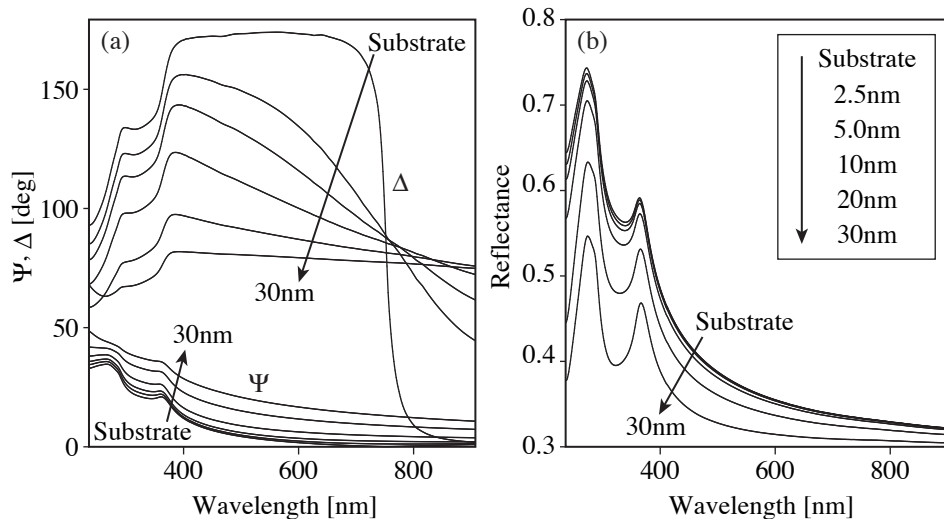 (a)
Substrate
Δ
30nm
30nm
Ψ
Substrate
150
100
50
0
400
600
800
Ψ, Δ [deg]
Wavelength [nm]
(b)
Substrate
2.5nm
5.0nm
10nm
20nm
30nm
Substrate
30nm
0.8
0.7
0.6
0.5
0.4
0.3
400
600
800
Reflectance
Wavelength [nm]